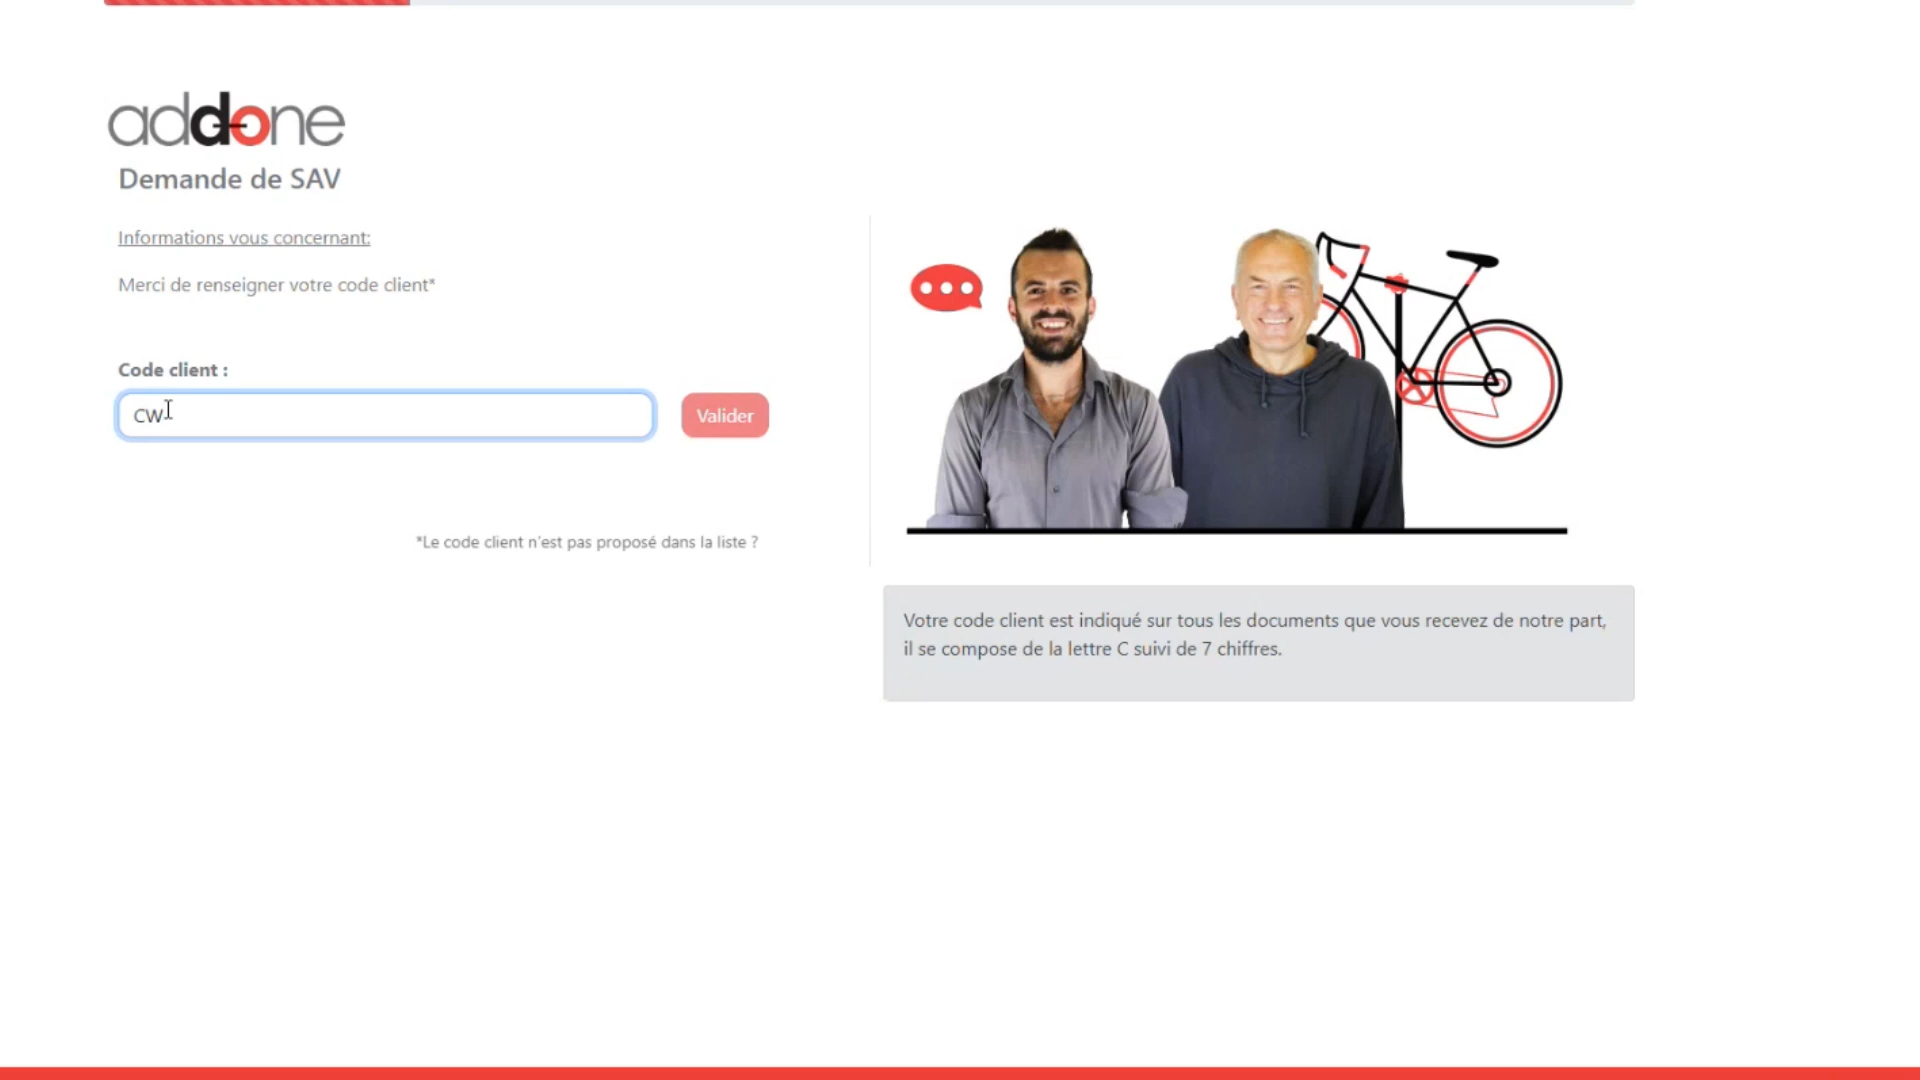 addone
Demande de SAV
Informations vous concernant:
Merci de renseigner votre code client*
Code client :
CW
Valider
*Le code client n'est pas proposé dans la liste ?
Votre code client est indiqué sur tous les documents que vous recevez de notre part,
il se compose de la lettre C suivi de 7 chiffres.